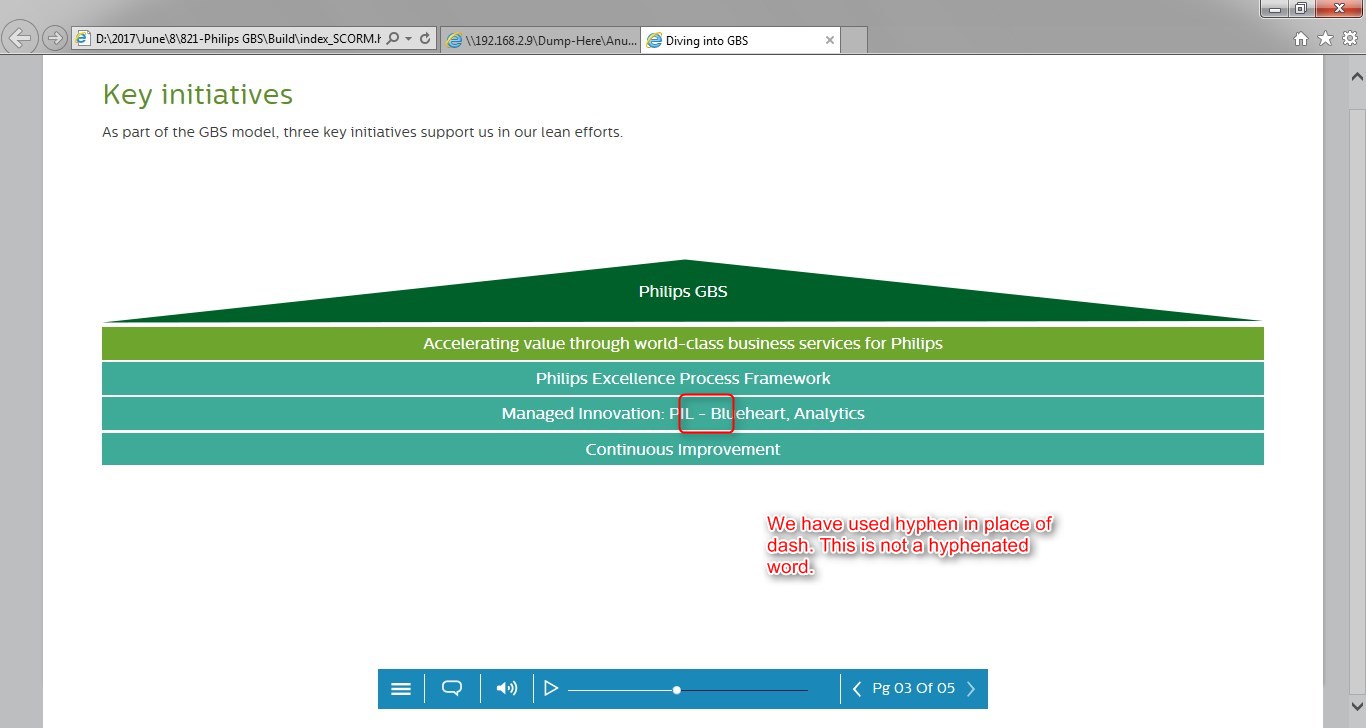 D:\2017\June\8\821-Philips GBS\Build\index_SCORM.h
\\192.168.2.9\Dump-Here\Anu...
Diving into GBS
Key initiatives
As part of the GBS model, three key initiatives support us in our lean efforts.
Philips GBS
Accelerating value through world-class business services for Philips
Philips Excellence Process Framework
Managed Innovation: PIL - Blueheart, Analytics
Continuous Improvement
We have used hyphen in place of
dash. This is not a hyphenated
word.
Pg 03 Of 05